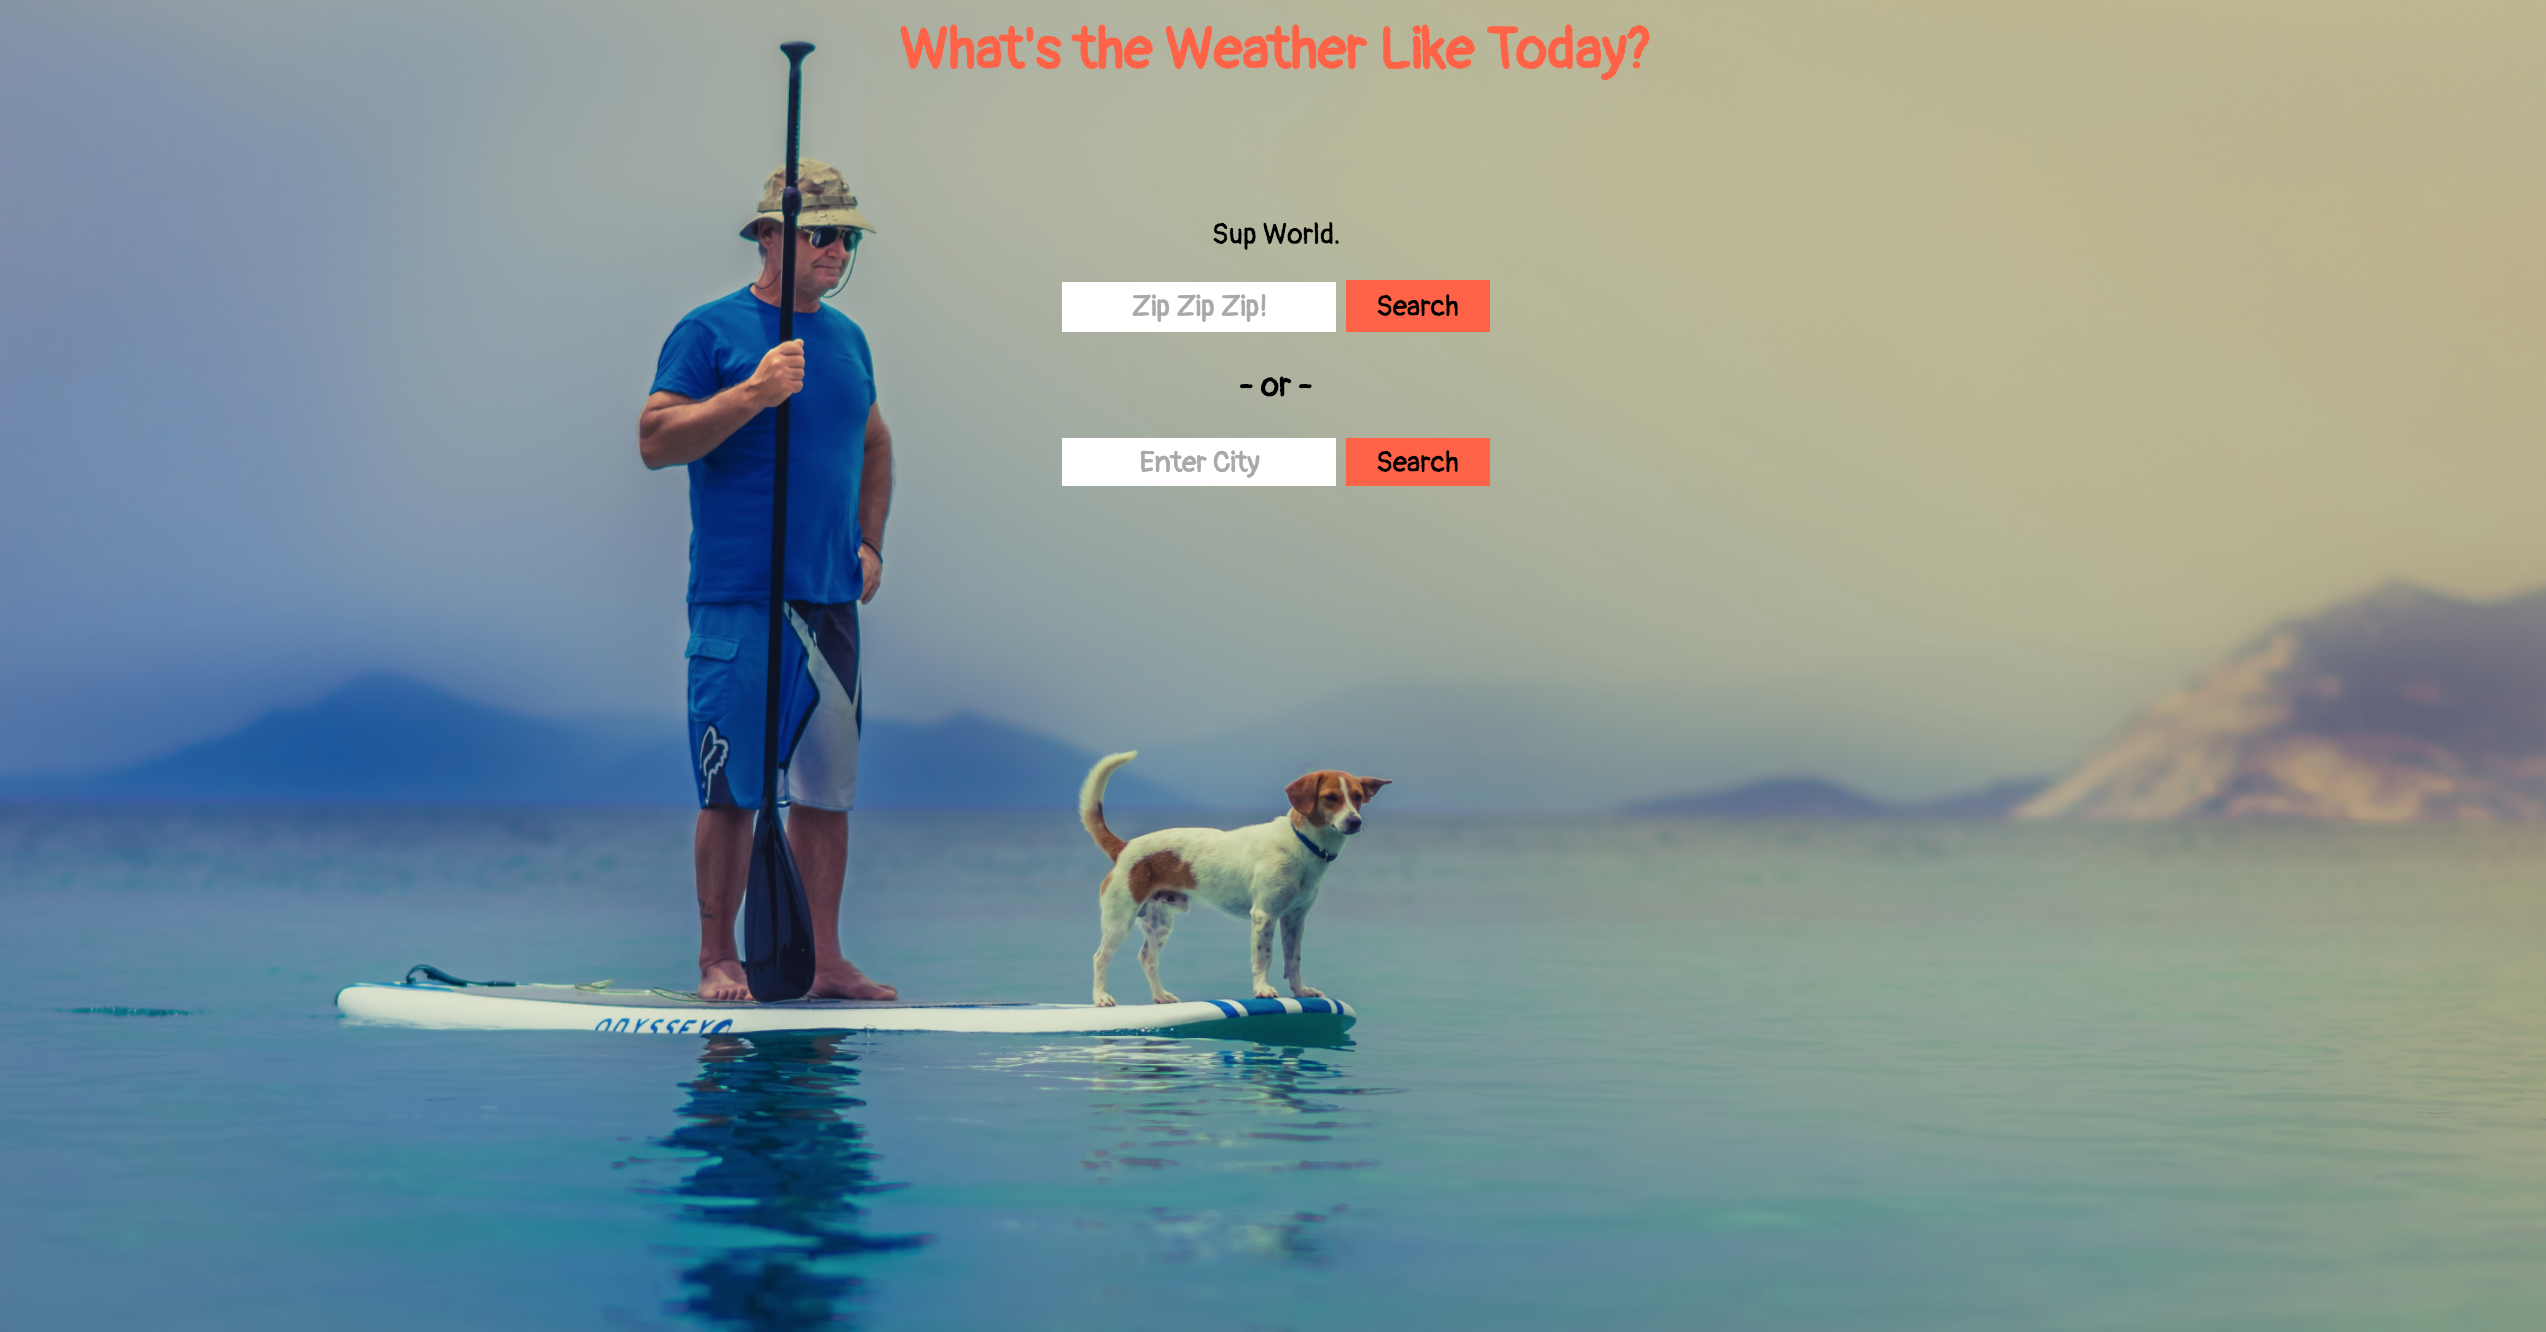 What's the Weather Like Today?
Sup World.
Zip Zip Zip! Search
- or -
Enter City Search
ODYSSEY